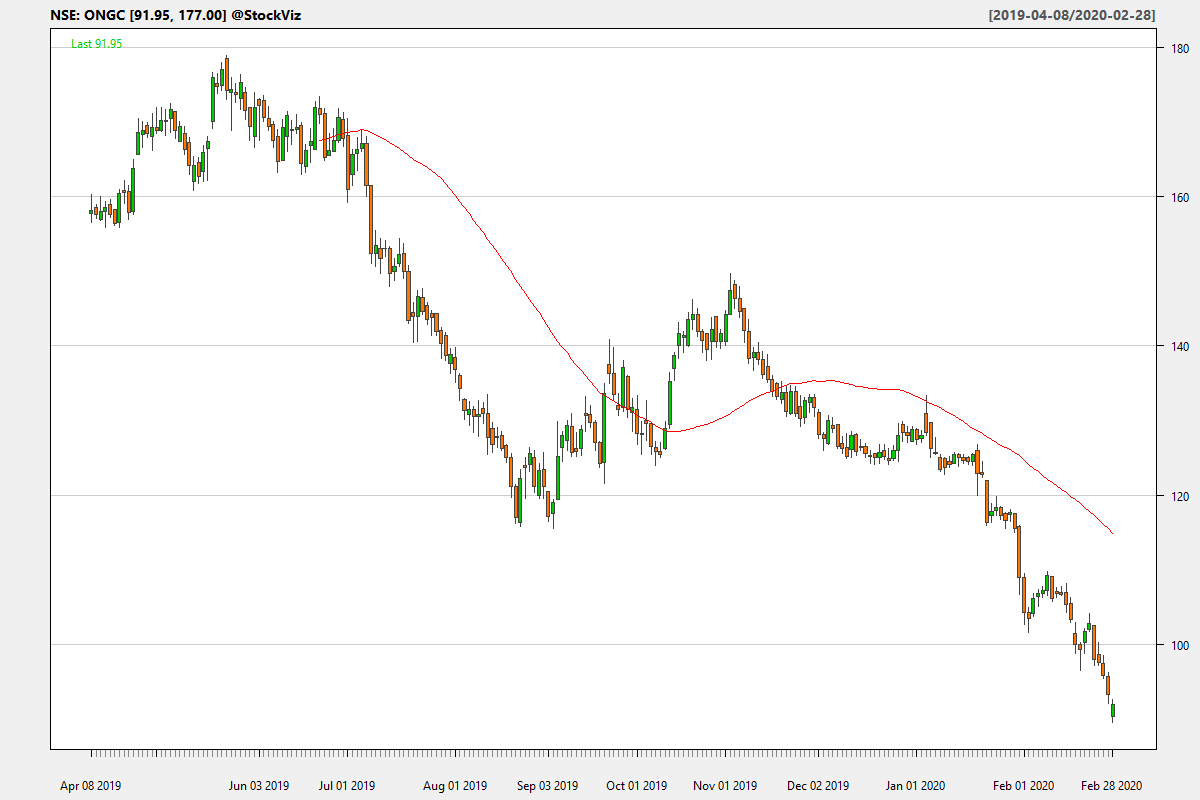 NSE: ONGC [91.95, 177.00] @StockViz [2019-04-08/2020-02-28]
Last 91.95
180
160
140
120
100
Apr 08 2019 Jun 03 2019 Jul 01 2019 Aug 01 2019 Sep 03 2019 Oct 01 2019 Nov 01 2019 Dec 02 2019 Jan 01 2020 Feb 01 2020 Feb 28 2020